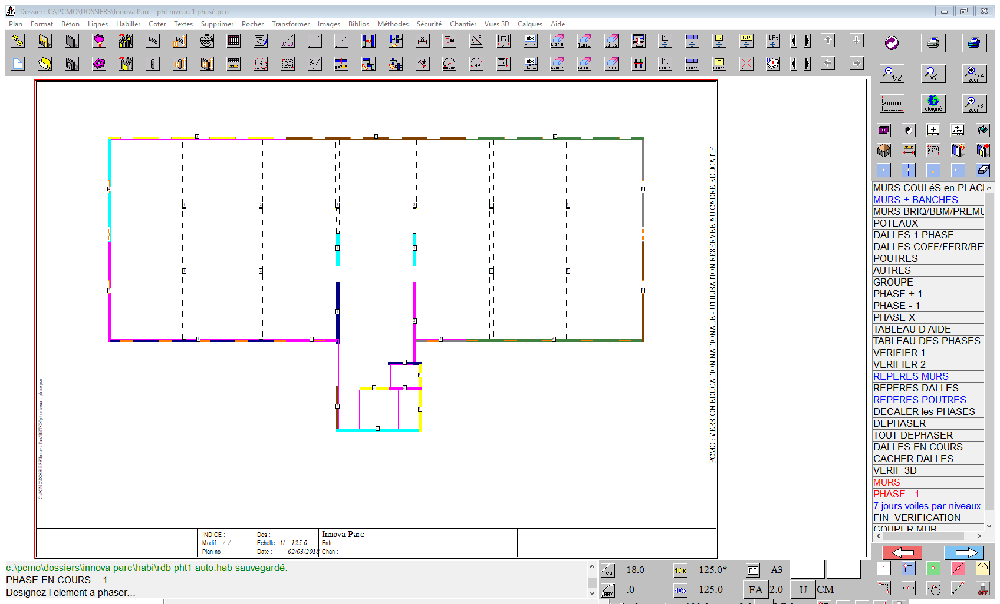 Dossier : C:\PCMO\DOSSIERS\Innova Parc - pht niveau 1 phasé.pco
Plan Format Béton Lignes Habiller Coter Textes Supprimer Pocher Transformer Images Biblios Méthodes Sécurité Chantier Vues 3D Calques Aide
0.30 G abc LIGNE TEXTE COTES G GP 1Pt
G G2 RAYON ARC G abc abc GROUP BLOC TYPE COPY COPY COPY
1/2 x1 1/4 zoom
zoom eloigné 1/8 zoom
AUTO
G2
MURS COULéS en PLACI
MURS + BANCHES
MURS BRIQ/BBM/PREMU
POTEAUX
DALLES 1 PHASE
DALLES COFF/FERR/BE
POUTRES
AUTRES
GROUPE
PHASE + 1
PHASE - 1
PHASE X
TABLEAU D AIDE
TABLEAU DES PHASES
VERIFIER 1
VERIFIER 2
REPERES MURS
REPERES DALLES
REPERES POUTRES
DECALER les PHASES
DEPHASER
TOUT DEPHASER
DALLES EN COURS
CACHER DALLES
VERIF 3D
MURS
PHASE 1
7 jours voiles par niveaux
FIN _VERIFICATION
COUPER MUR
PCMO : VERSION EDUCATION NATIONALE - UTILISATION RESERVEE AU CADRE EDUCATIF
C:\PCMO\DOSSIERS\Innova Parc\BETON\pht niveau 1 phasé.pco
INDICE :
Modif : / /
Plan no :
Des :
Echelle : 1/ 125.0
Date : 02/03/2018
Innova Parc
Entr :
Chan :
c:\pcmo\dossiers\innova parc\habi\rdb pht1 auto.hab sauvegardé.
PHASE EN COURS ...1
Designez l element a phaser...
ep 18.0 1/x 125.0* A? A3
RAY .0 125.0 FA 2.0 U CM
OFF